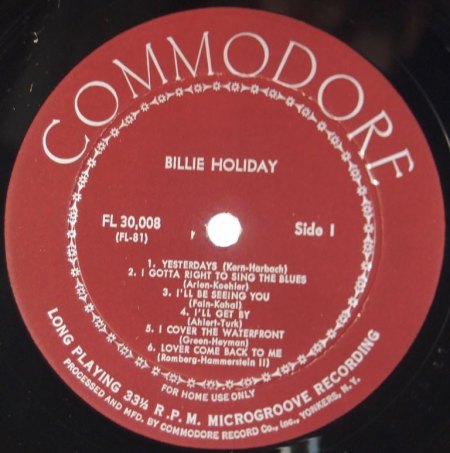 COMMODORE
BILLIE HOLIDAY
FL 30,008
(FL-81)
Side 1
1. YESTERDAYS (Kern-Harbach)
2. I GOTTA RIGHT TO SING THE BLUES
(Arlen-Koehler)
3. I'LL BE SEEING YOU
(Fain-Kahal)
4. I'LL GET BY
(Ahlert-Turk)
5. I COVER THE WATERFRONT
(Green-Heyman)
6. LOVER COME BACK TO ME
(Romberg-Hammerstein II)
FOR HOME USE ONLY
LONG PLAYING 33⅓ R.P.M. MICROGROOVE RECORDING
PROCESSED AND MFD. BY COMMODORE RECORD Co., Inc., YONKERS, N.Y.